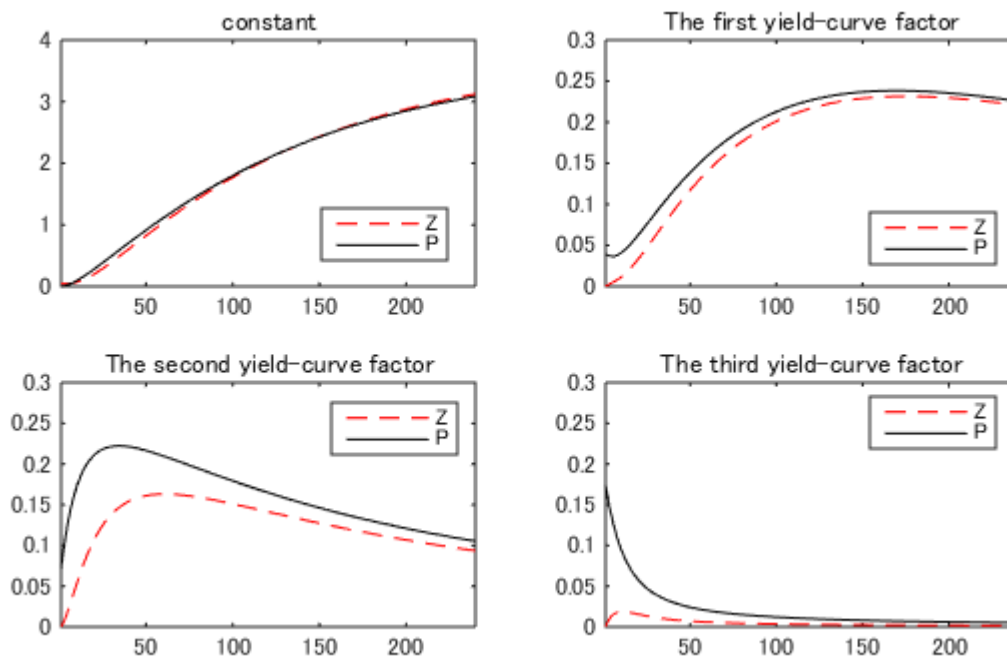 constant
4
3
2
1
0
50 100 150 200
Z
P
The first yield-curve factor
0.3
0.25
0.2
0.15
0.1
0.05
0
50 100 150 200
Z
P
The second yield-curve factor
0.3
0.25
0.2
0.15
0.1
0.05
0
50 100 150 200
Z
P
The third yield-curve factor
0.3
0.25
0.2
0.15
0.1
0.05
0
50 100 150 200
Z
P